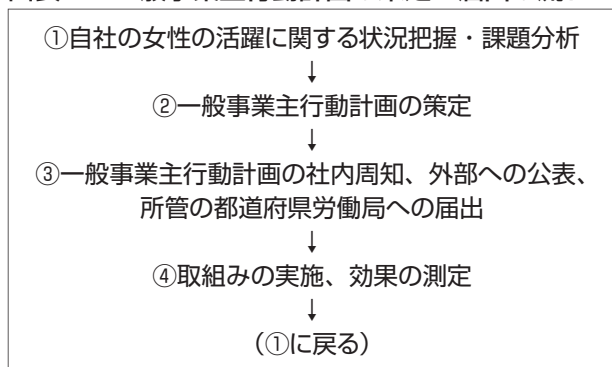 ①自社の女性の活躍に関する状況把握・課題分析
↓
②一般事業主行動計画の策定
↓
③一般事業主行動計画の社内周知、外部への公表、
所管の都道府県労働局への届出
↓
④取組みの実施、効果の測定
↓
(①に戻る)